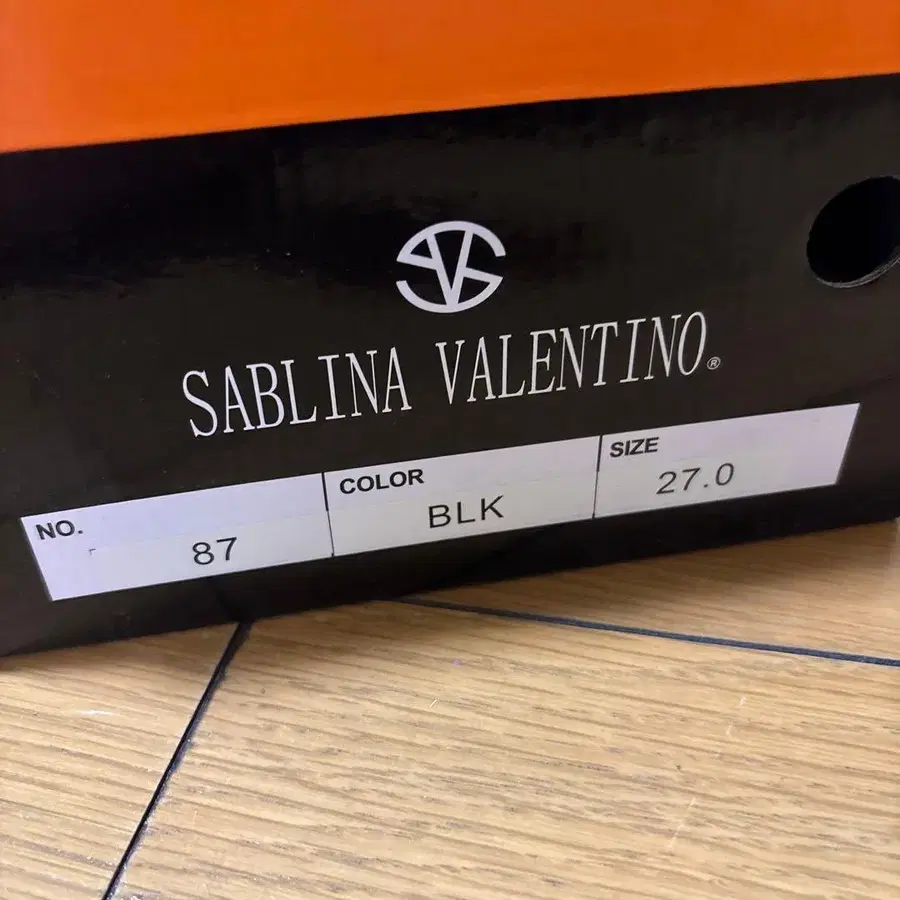 SABLINA VALENTINO®
NO. COLOR SIZE
87 BLK 27.0